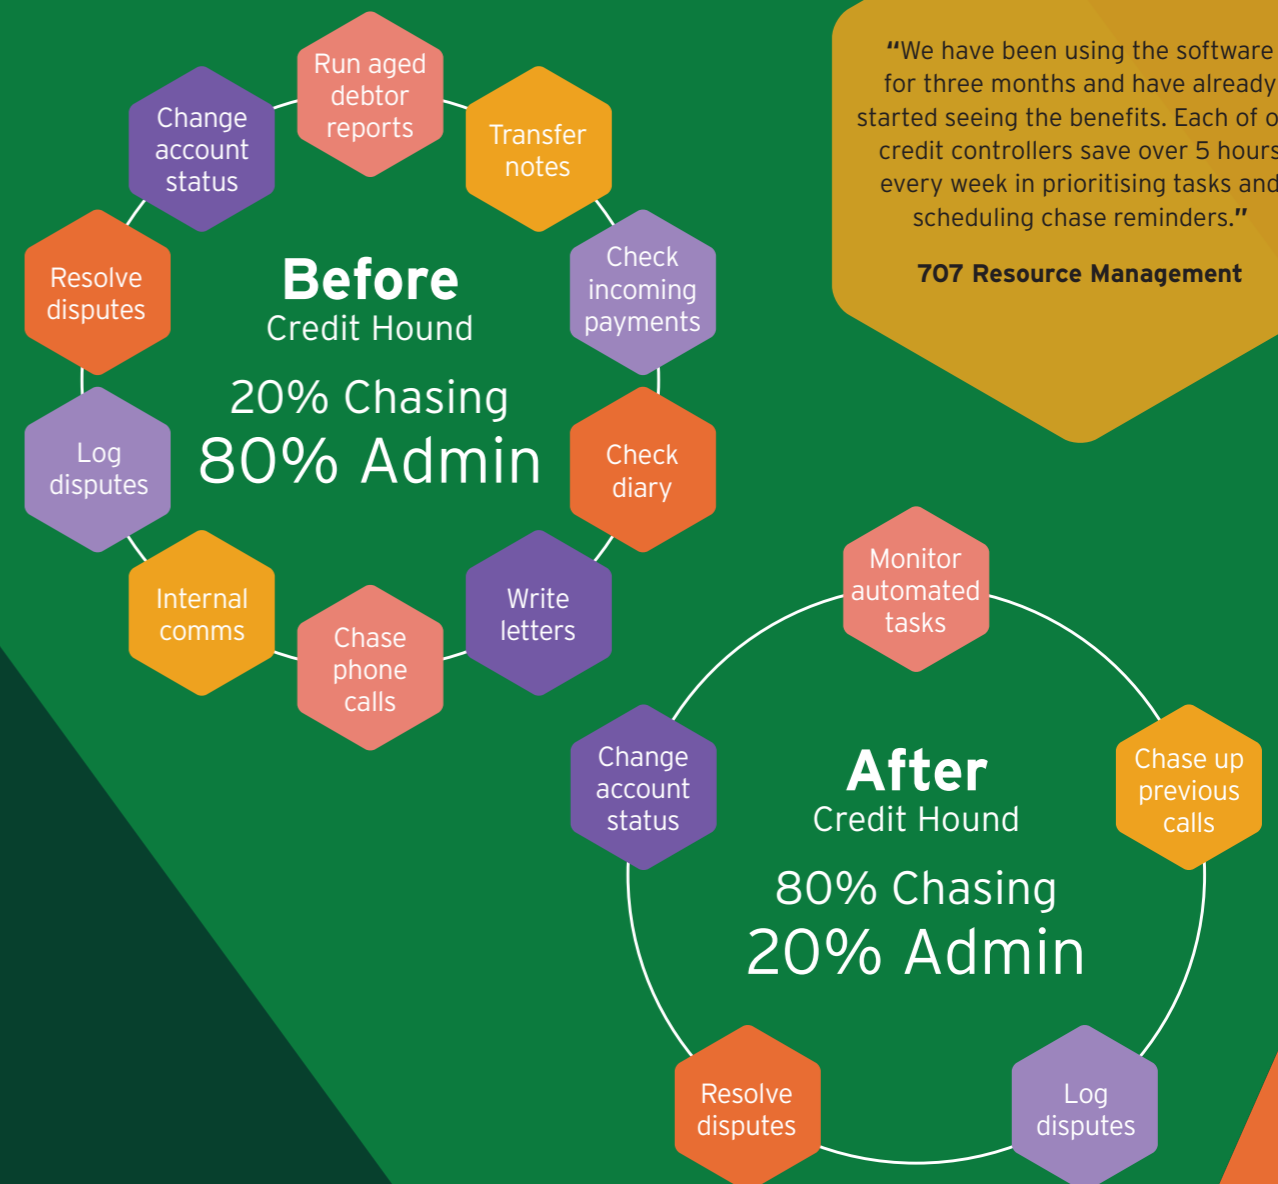 Run aged
debtor
reports
Transfer
notes
Check
incoming
payments
Check
diary
Write
letters
Chase
phone
calls
Internal
comms
Log
disputes
Resolve
disputes
Change
account
status
Before
Credit Hound
20% Chasing
80% Admin
"We have been using the software
for three months and have already
started seeing the benefits. Each of
credit controllers save over 5 hours
every week in prioritising tasks and
scheduling chase reminders."
707 Resource Management
Monitor
automated
tasks
Chase up
previous
calls
Log
disputes
Resolve
disputes
Change
account
status
After
Credit Hound
80% Chasing
20% Admin